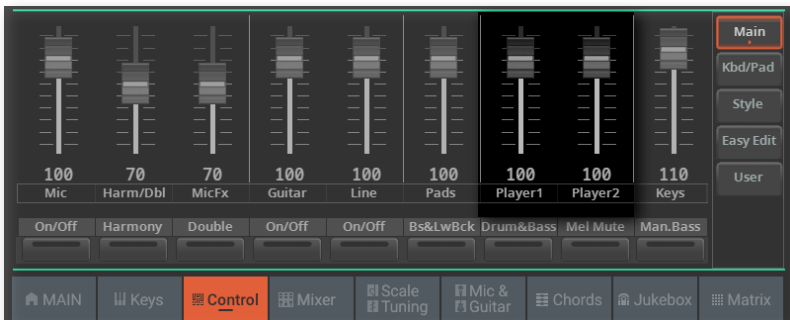 Main
Kbd/Pad
Style
Easy Edit
User
100 70 70 100 100 100 100 100 110
Mic Harm/Dbl MicFx Guitar Line Pads Player1 Player2 Keys
On/Off Harmony Double On/Off On/Off Bs&LwBck Drum&Bass Mel Mute Man.Bass
MAIN Keys Control Mixer Scale Tuning Mic & Guitar Chords Jukebox Matrix